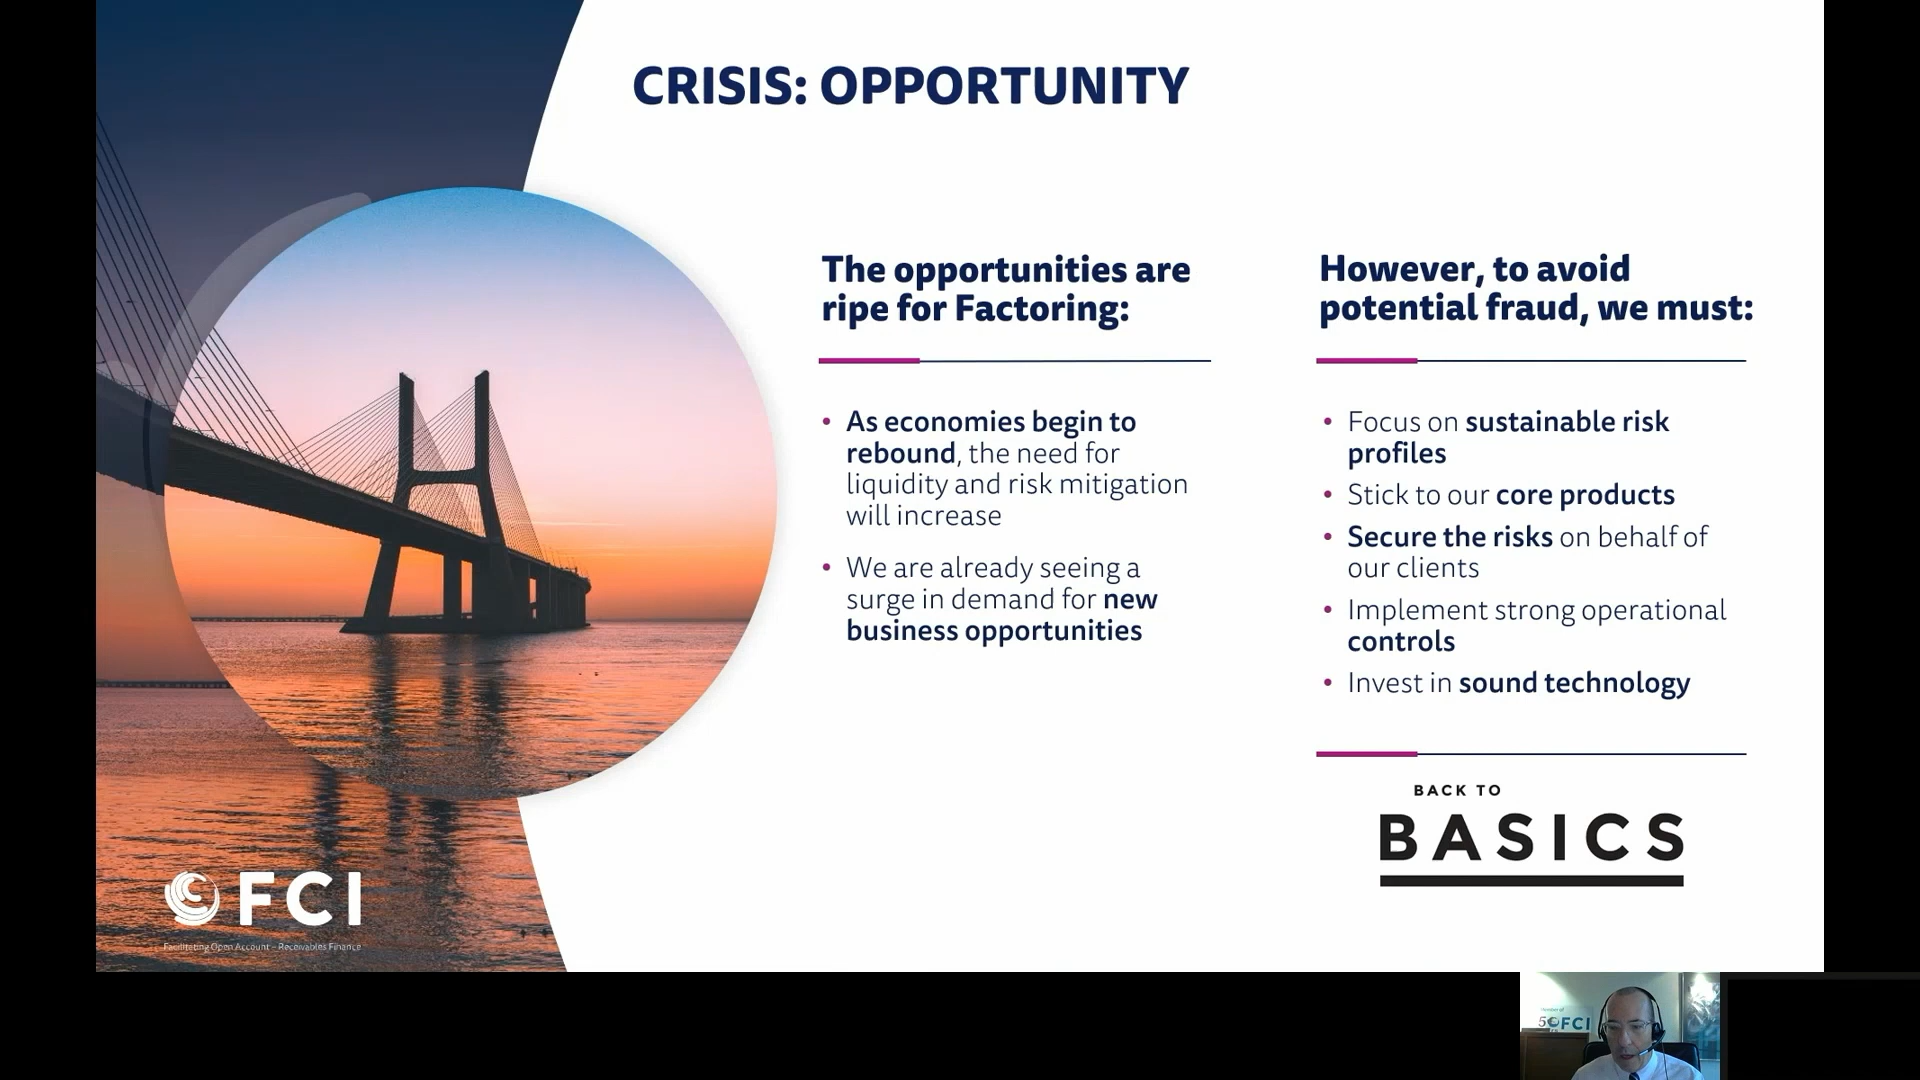 CRISIS: OPPORTUNITY
The opportunities are
ripe for Factoring:
• As economies begin to
rebound, the need for
liquidity and risk mitigation
will increase
• We are already seeing a
surge in demand for new
business opportunities
However, to avoid
potential fraud, we must:
• Focus on sustainable risk
profiles
• Stick to our core products
• Secure the risks on behalf of
our clients
• Implement strong operational
controls
• Invest in sound technology
BACK TO
BASICS
FCI
Facilitating Open Account – Receivables Finance
FCI